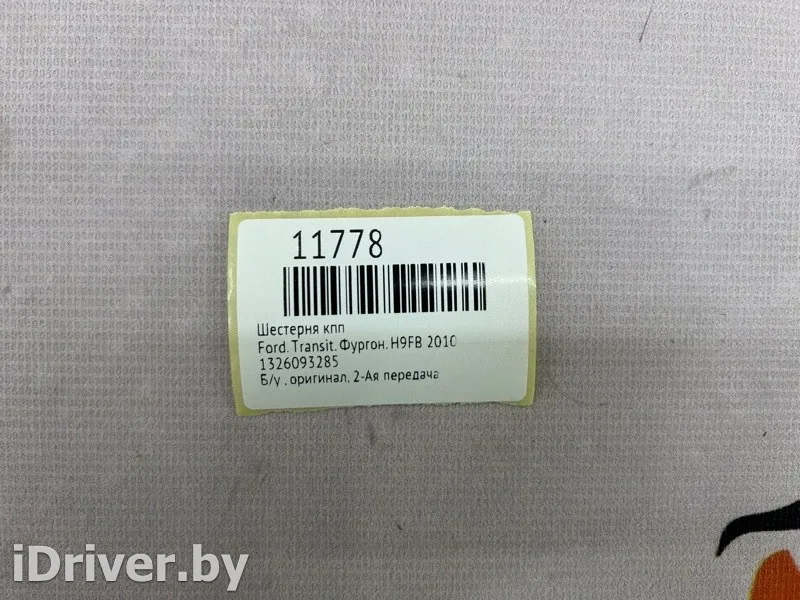 11778
Шестерня кпп
Ford. Transit. Фургон. H9FB 2010
1326093285
Б/у . оригинал. 2-Ая передача
iDriver.by